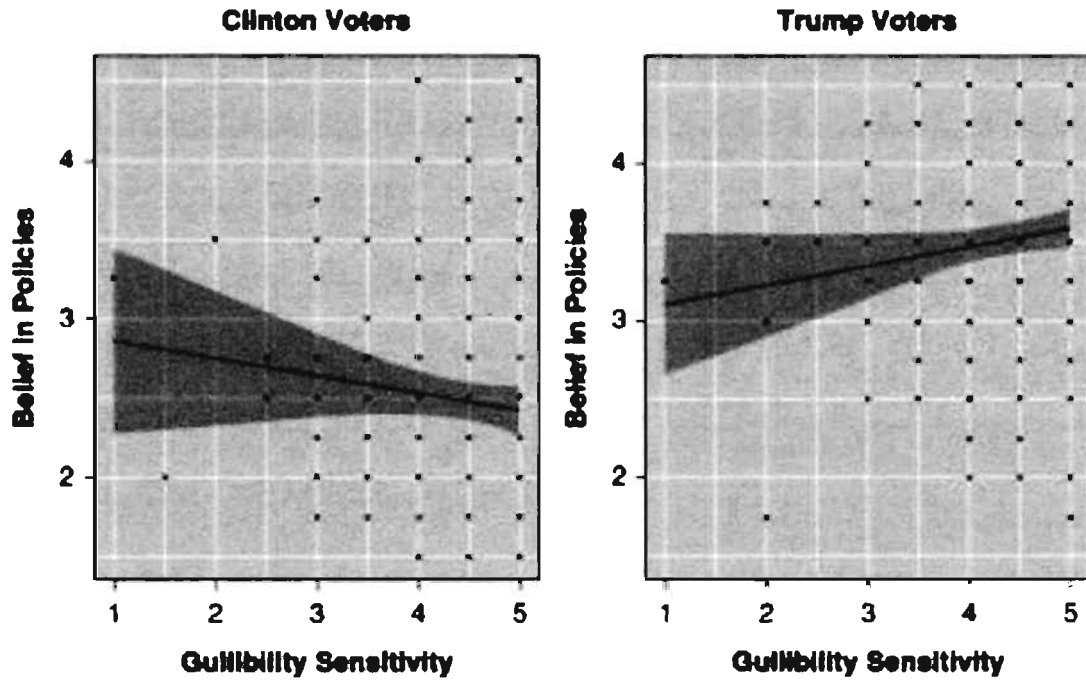 Clinton Voters
Belief in Policies
4
3
2
1 2 3 4 5
Gullibility Sensitivity
Trump Voters
Belief in Policies
4
3
2
1 2 3 4 5
Gullibility Sensitivity